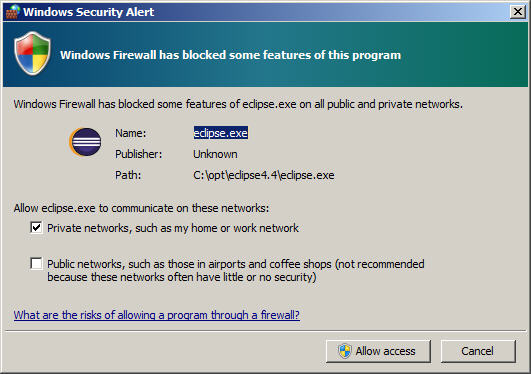 Windows Security Alert
Windows Firewall has blocked some features of this program
Windows Firewall has blocked some features of eclipse.exe on all public and private networks.
Name: eclipse.exe
Publisher: Unknown
Path: C:\opt\eclipse4.4\eclipse.exe
Allow eclipse.exe to communicate on these networks:
Private networks, such as my home or work network
Public networks, such as those in airports and coffee shops (not recommended
because these networks often have little or no security)
What are the risks of allowing a program through a firewall?
Allow access Cancel